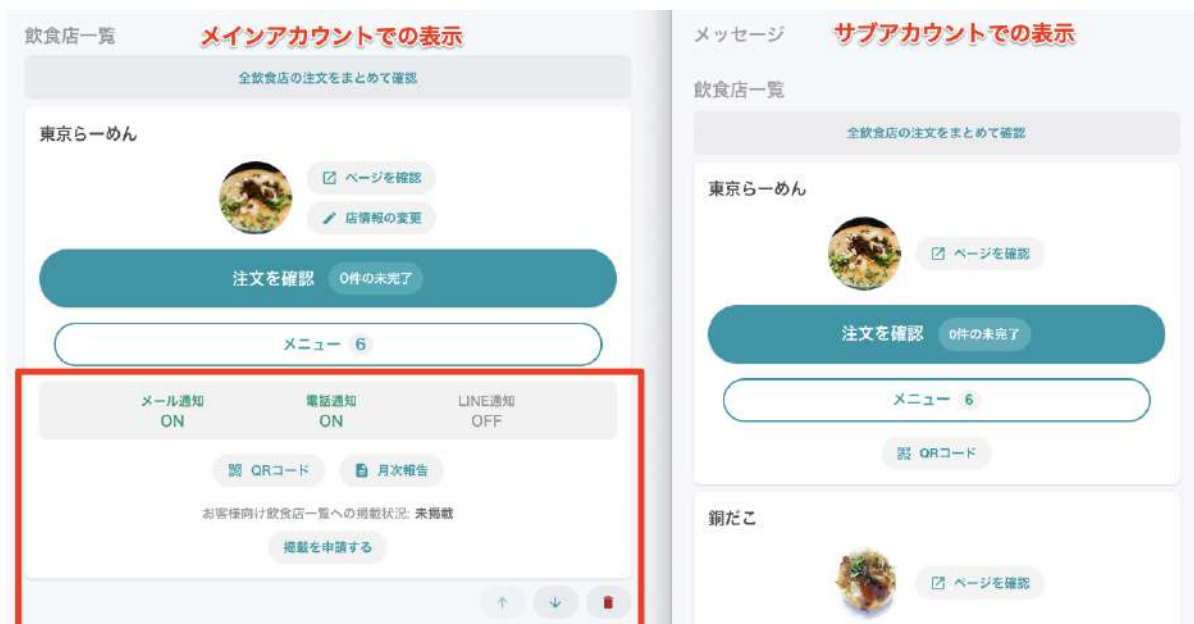 飲食店一覧
メインアカウントでの表示
全飲食店の注文をまとめて確認
東京らーめん
ページを確認
店情報の変更
注文を確認 0件の未完了
メニュー 6
メール通知 電話通知 LINE通知
ON ON OFF
QRコード 月次報告
お客様向け飲食店一覧への掲載状況: 未掲載
掲載を申請する
メッセージ
サブアカウントでの表示
飲食店一覧
全飲食店の注文をまとめて確認
東京らーめん
ページを確認
注文を確認 0件の未完了
メニュー 6
QRコード
銅だこ
ページを確認